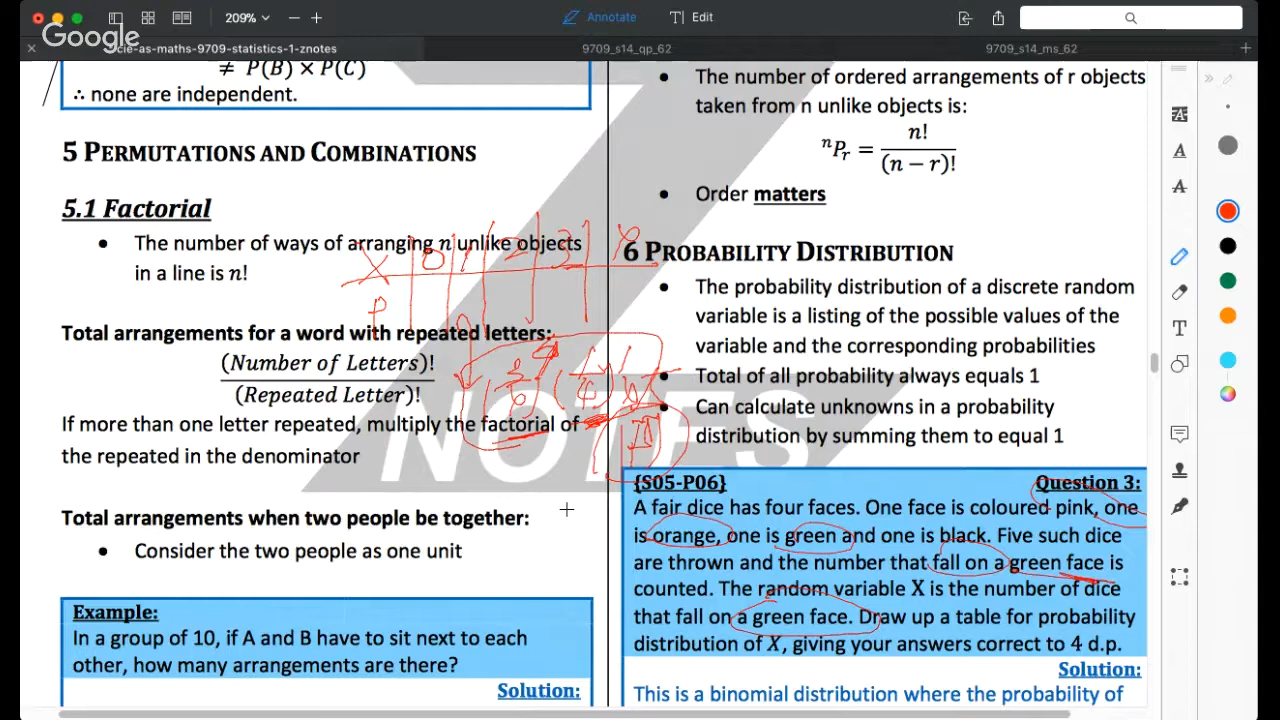 209%
Annotate
Edit
Google
cie-as-maths-9709-statistics-1-znotes
9709_s14_qp_62
9709_s14_ms_62
≠ P(B) × P(C)
∴ none are independent.
5 PERMUTATIONS AND COMBINATIONS
5.1 Factorial
• The number of ways of arranging n unlike objects
in a line is n!
Total arrangements for a word with repeated letters:
(Number of Letters)!
(Repeated Letter)!
If more than one letter repeated, multiply the factorial of
the repeated in the denominator
Total arrangements when two people be together:
• Consider the two people as one unit
Example:
In a group of 10, if A and B have to sit next to each
other, how many arrangements are there?
Solution:
X 0 1 2 3
P
NOTES
• The number of ordered arrangements of r objects
taken from n unlike objects is:
ⁿPᵣ = n! / (n − r)!
• Order matters
6 PROBABILITY DISTRIBUTION
• The probability distribution of a discrete random
variable is a listing of the possible values of the
variable and the corresponding probabilities
• Total of all probability always equals 1
• Can calculate unknowns in a probability
distribution by summing them to equal 1
{S05-P06} Question 3:
A fair dice has four faces. One face is coloured pink, one
is orange, one is green and one is black. Five such dice
are thrown and the number that fall on a green face is
counted. The random variable X is the number of dice
that fall on a green face. Draw up a table for probability
distribution of X, giving your answers correct to 4 d.p.
Solution:
This is a binomial distribution where the probability of